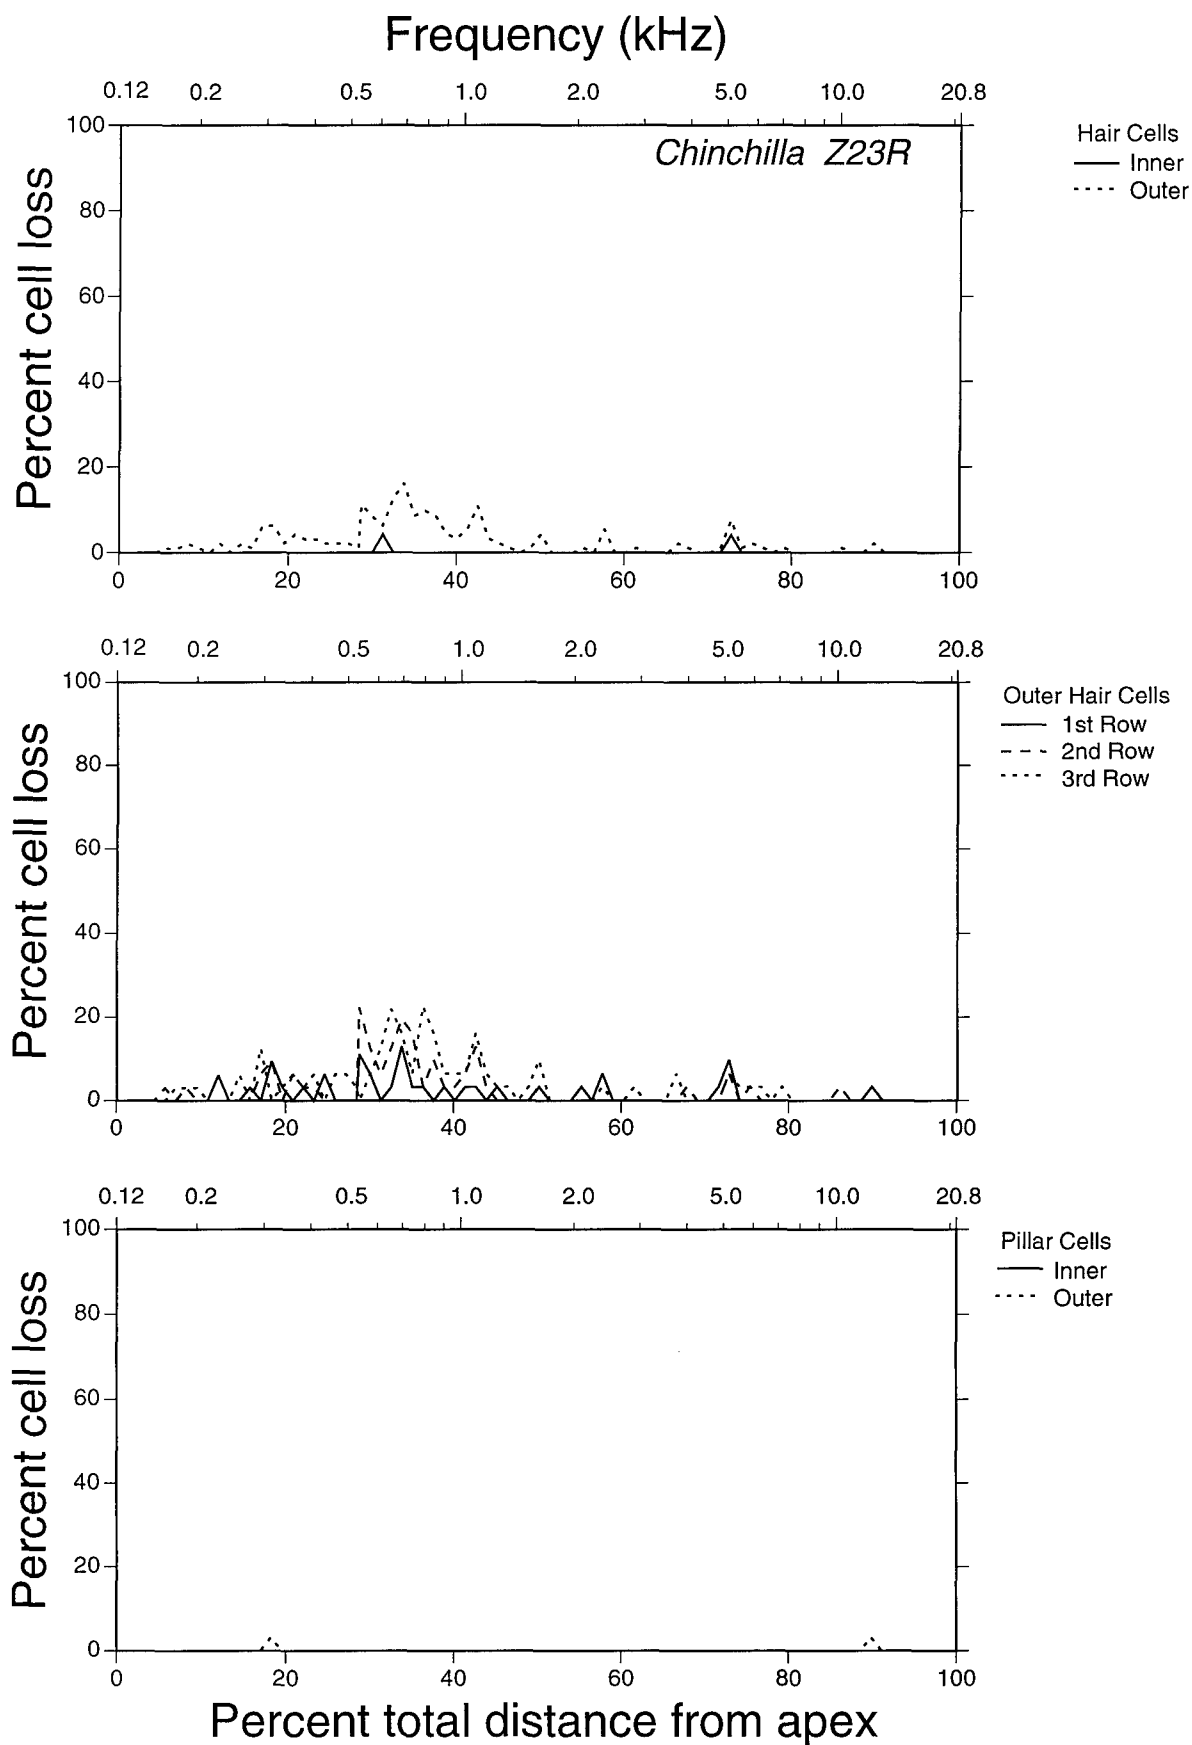 Frequency (kHz)
0.12 0.2 0.5 1.0 2.0 5.0 10.0 20.8
Chinchilla Z23R
Hair Cells
Inner
Outer
Percent cell loss
100
80
60
40
20
0
0 20 40 60 80 100
0.12 0.2 0.5 1.0 2.0 5.0 10.0 20.8
Outer Hair Cells
1st Row
2nd Row
3rd Row
Percent cell loss
100
80
60
40
20
0
0 20 40 60 80 100
0.12 0.2 0.5 1.0 2.0 5.0 10.0 20.8
Pillar Cells
Inner
Outer
Percent cell loss
100
80
60
40
20
0
0 20 40 60 80 100
Percent total distance from apex